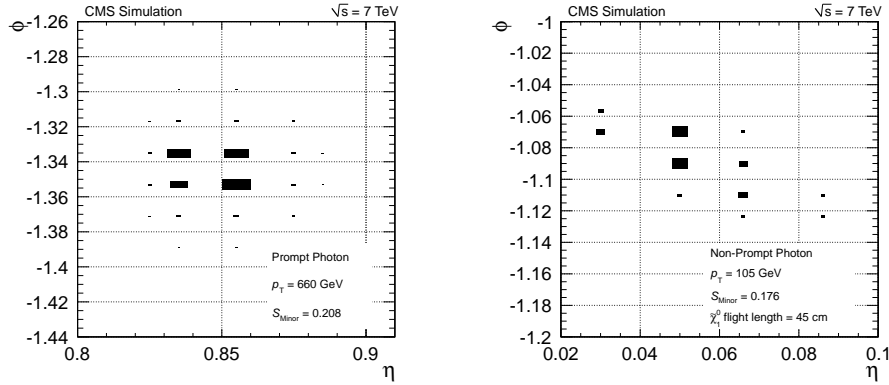 CMS Simulation
√s = 7 TeV
ϕ
-1.26
-1.28
-1.3
-1.32
-1.34
-1.36
-1.38
-1.4
-1.42
-1.44
0.8
0.85
0.9
η
Prompt Photon
p_T = 660 GeV
S_Minor = 0.208
CMS Simulation
√s = 7 TeV
ϕ
-1
-1.02
-1.04
-1.06
-1.08
-1.1
-1.12
-1.14
-1.16
-1.18
-1.2
0.02
0.04
0.06
0.08
0.1
η
Non-Prompt Photon
p_T = 105 GeV
S_Minor = 0.176
χ̃⁰₁ flight length = 45 cm